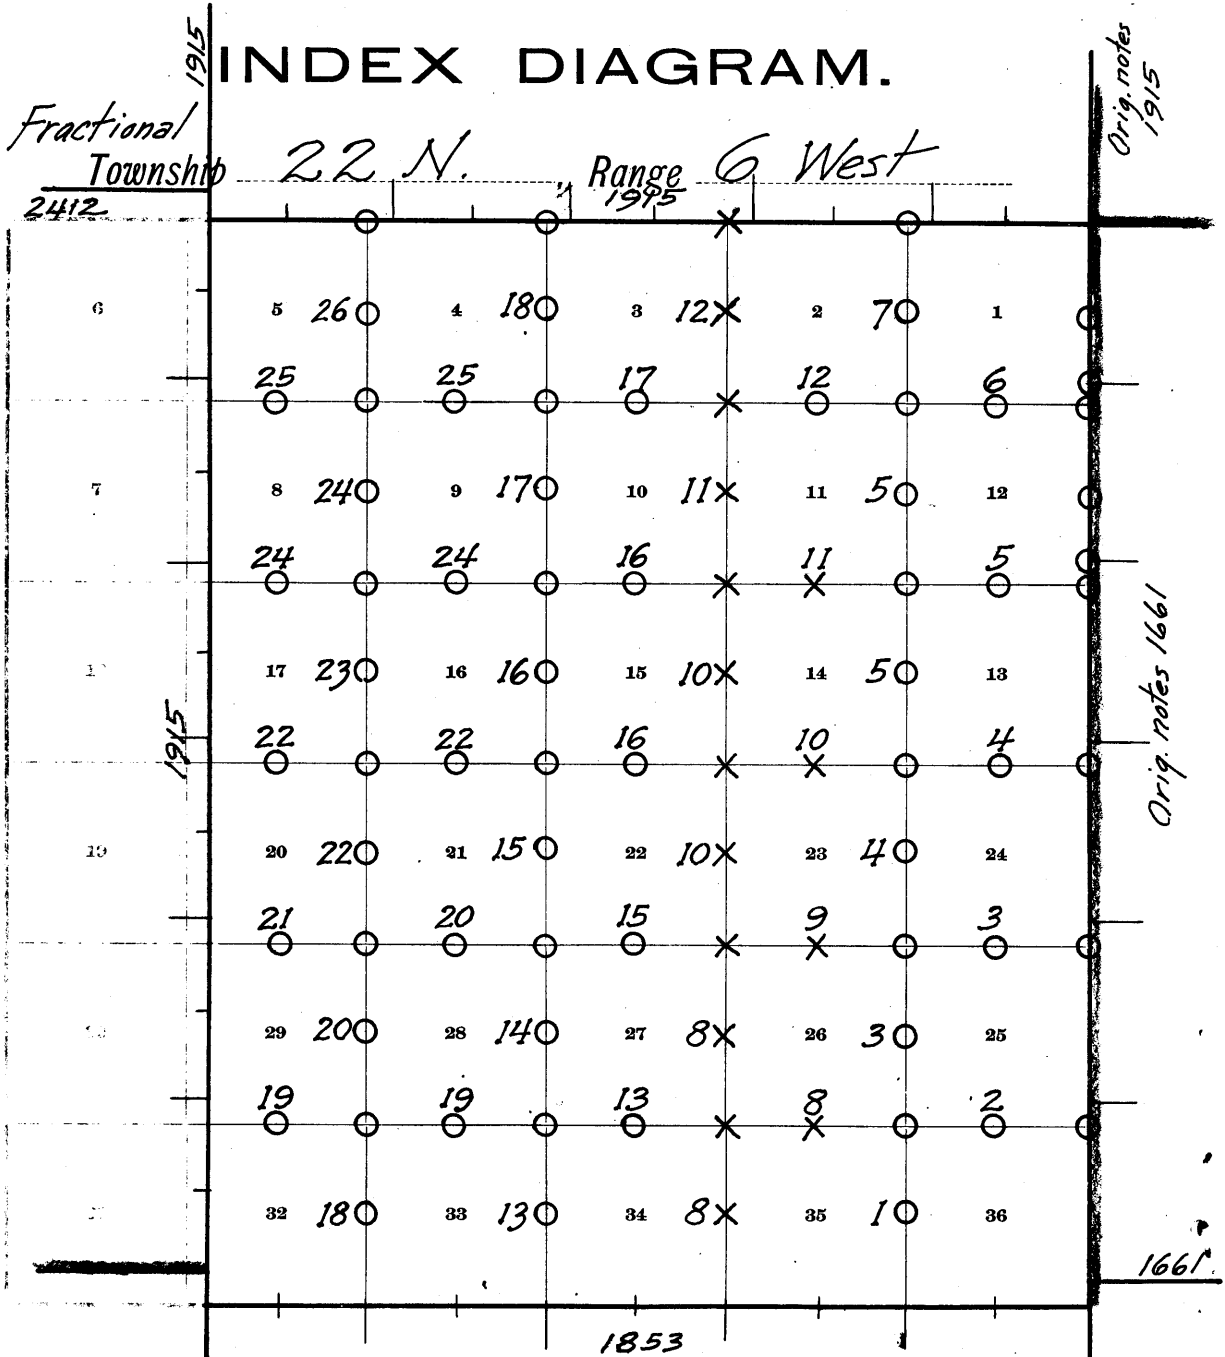 1915
INDEX DIAGRAM.
Orig. notes
1915
Fractional
Township 22 N., Range 6 West
2412
1915
6 5 26 4 18 3 12 2 7 1
25 25 17 12 6
7 8 24 9 17 10 11 11 5 12
24 24 16 11 5
17 23 16 16 15 10 14 5 13
Orig. notes 1661
1915
22 22 16 10 4
19 20 22 21 15 22 10 23 4 24
21 20 15 9 3
29 20 28 14 27 8 26 3 25
19 19 13 8 2
32 18 33 13 34 8 35 1 36
1661
1853